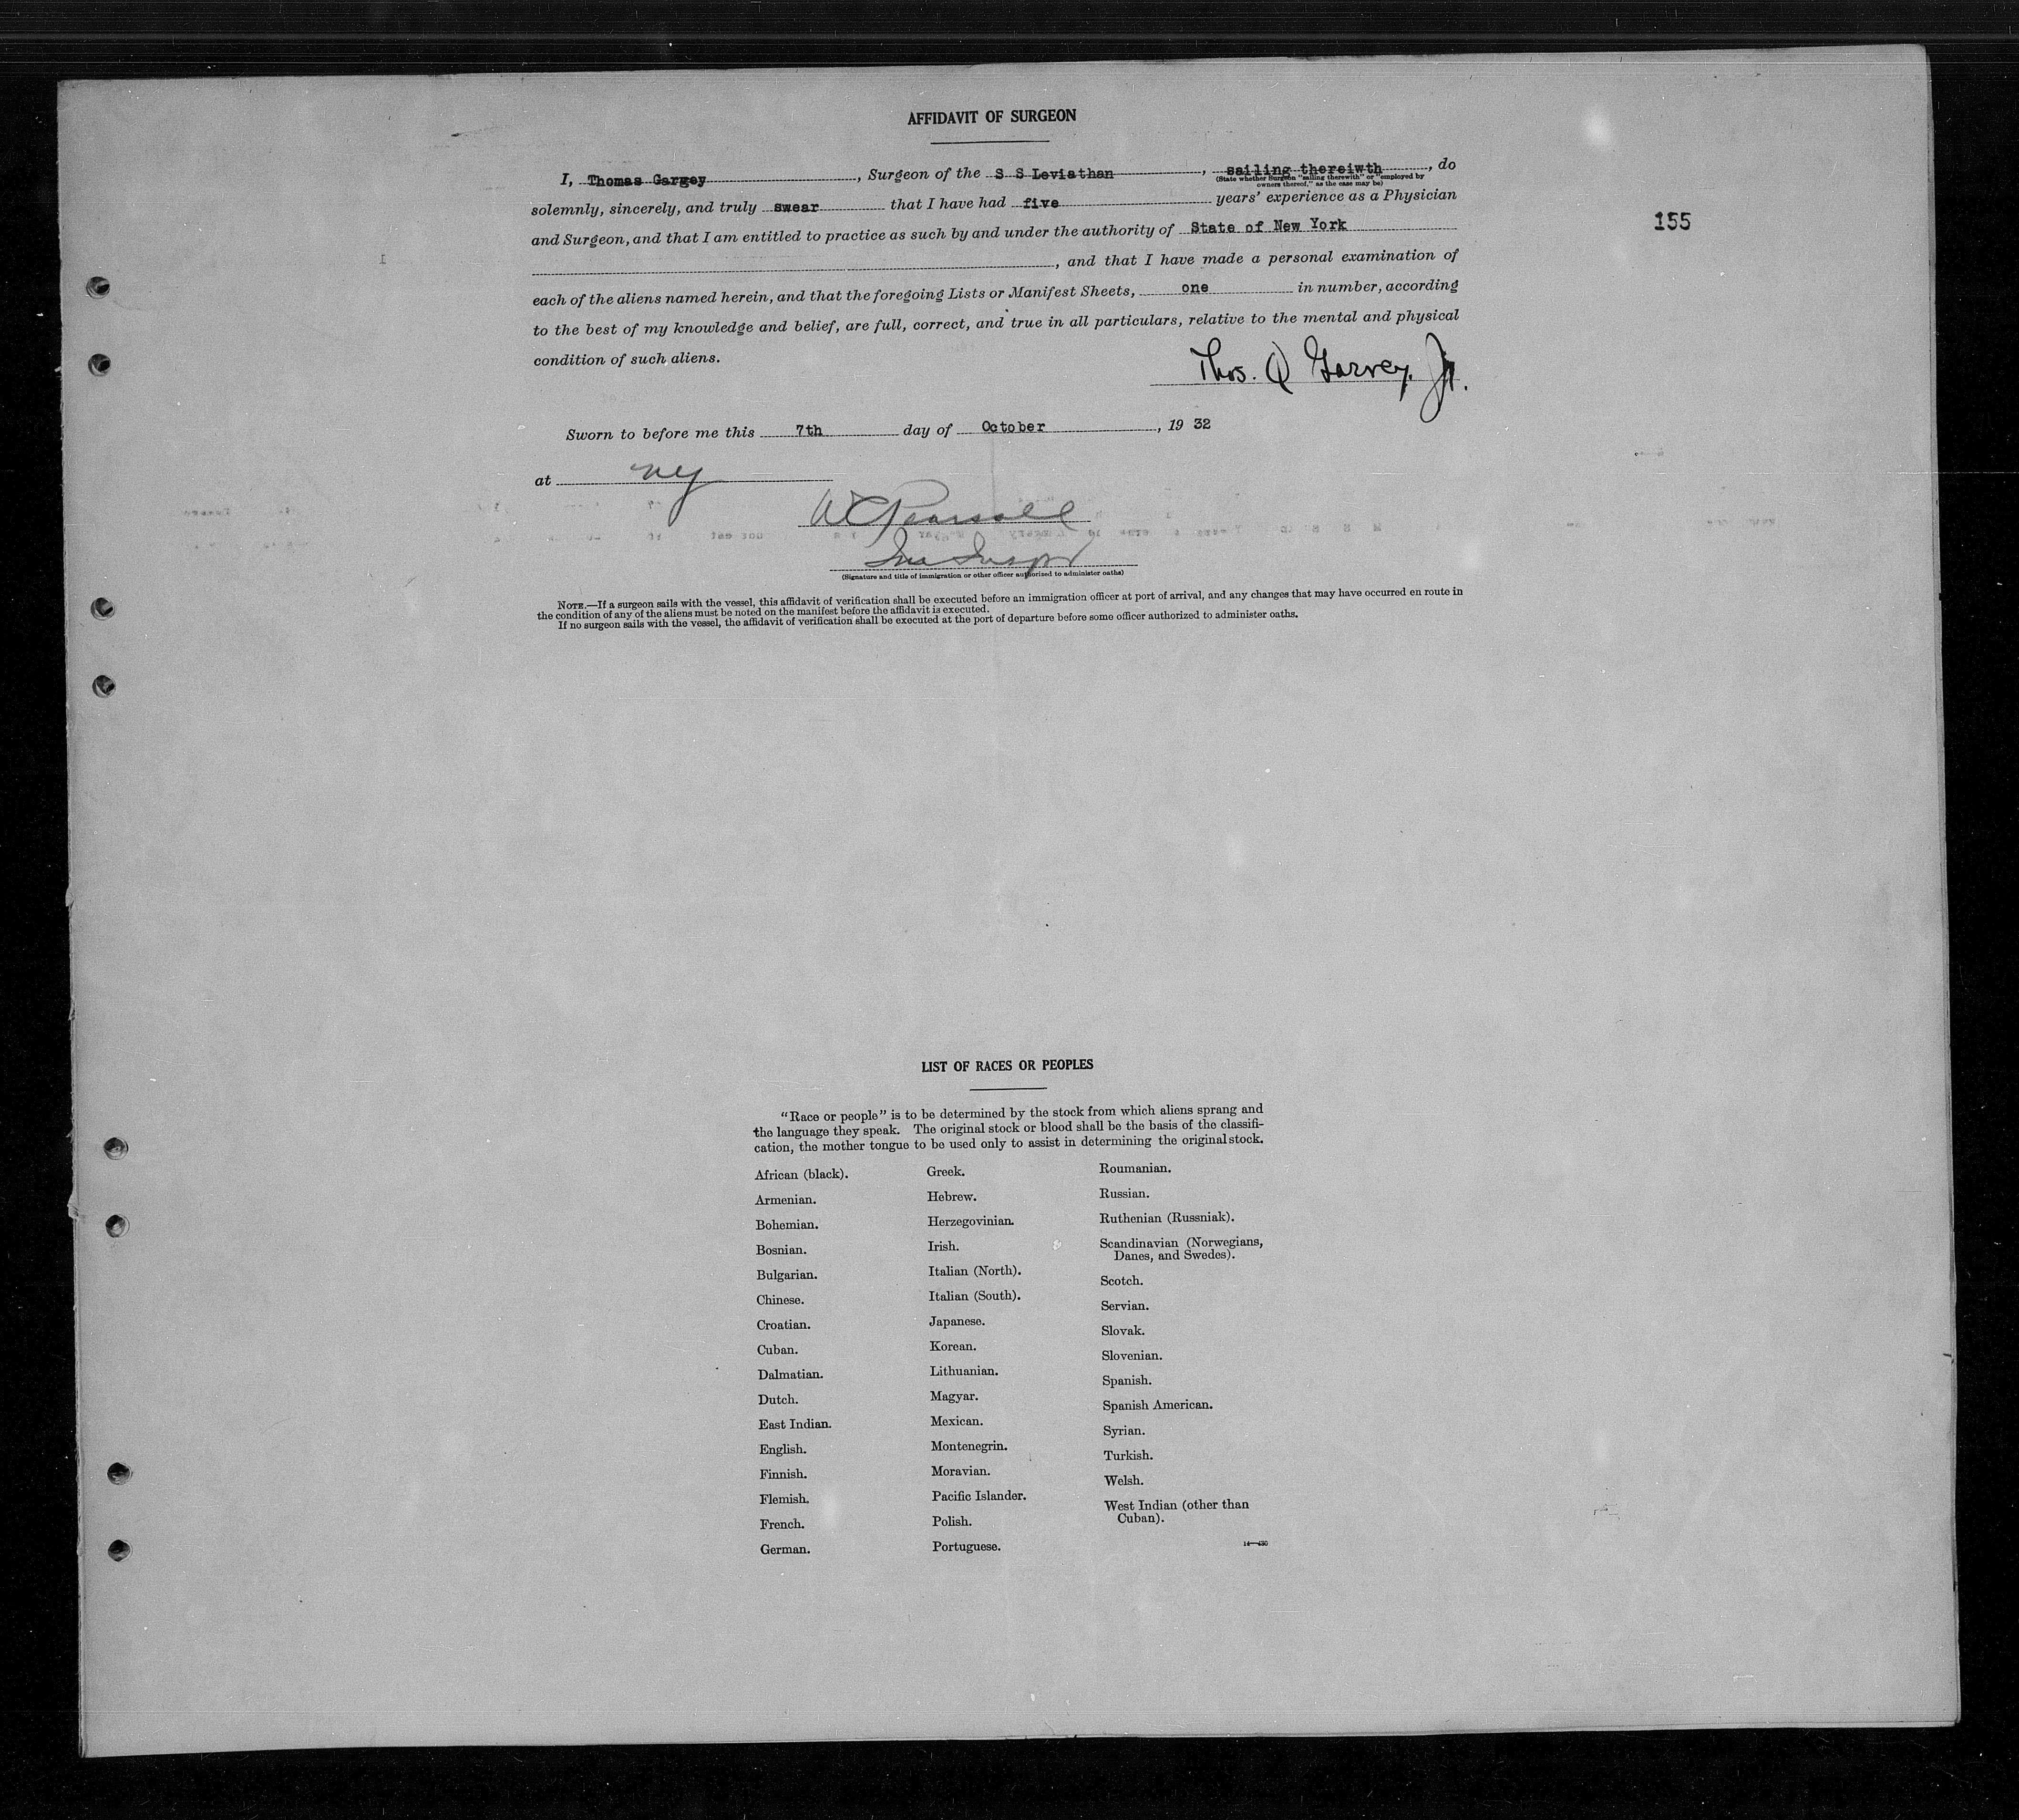 AFFIDAVIT OF SURGEON
I, Thomas Gargey, Surgeon of the S S Leviathan, sailing thereiwth, do
(State whether Surgeon "sailing therewith" or "employed by
owners thereof," as the case may be)
solemnly, sincerely, and truly swear that I have had five years' experience as a Physician
and Surgeon, and that I am entitled to practice as such by and under the authority of State of New York
155
, and that I have made a personal examination of
each of the aliens named herein, and that the foregoing Lists or Manifest Sheets, one in number, according
to the best of my knowledge and belief, are full, correct, and true in all particulars, relative to the mental and physical
condition of such aliens.
Thos. Q Garvey, Jr.
Sworn to before me this 7th day of October, 19 32
at NY
WC Pearsall
Imm Inspr
(Signature and title of immigration or other officer authorized to administer oaths)
NOTE.—If a surgeon sails with the vessel, this affidavit of verification shall be executed before an immigration officer at port of arrival, and any changes that may have occurred en route in
the condition of any of the aliens must be noted on the manifest before the affidavit is executed.
If no surgeon sails with the vessel, the affidavit of verification shall be executed at the port of departure before some officer authorized to administer oaths.
LIST OF RACES OR PEOPLES
"Race or people" is to be determined by the stock from which aliens sprang and
the language they speak. The original stock or blood shall be the basis of the classifi-
cation, the mother tongue to be used only to assist in determining the original stock.
African (black).
Armenian.
Bohemian.
Bosnian.
Bulgarian.
Chinese.
Croatian.
Cuban.
Dalmatian.
Dutch.
East Indian.
English.
Finnish.
Flemish.
French.
German.
Greek.
Hebrew.
Herzegovinian.
Irish.
Italian (North).
Italian (South).
Japanese.
Korean.
Lithuanian.
Magyar.
Mexican.
Montenegrin.
Moravian.
Pacific Islander.
Polish.
Portuguese.
Roumanian.
Russian.
Ruthenian (Russniak).
Scandinavian (Norwegians,
Danes, and Swedes).
Scotch.
Servian.
Slovak.
Slovenian.
Spanish.
Spanish American.
Syrian.
Turkish.
Welsh.
West Indian (other than
Cuban).